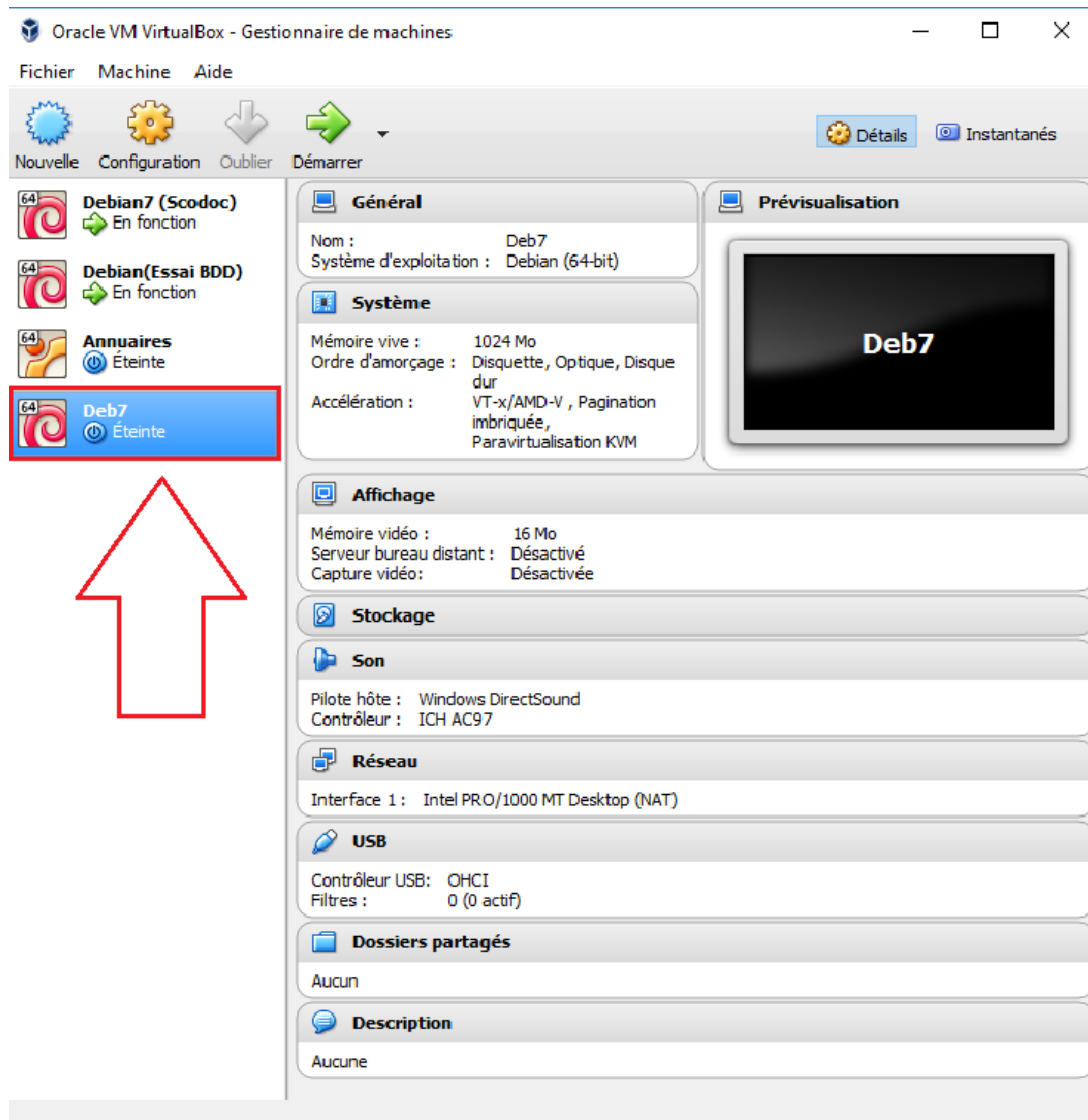 Oracle VM VirtualBox - Gestionnaire de machines
Fichier Machine Aide
Nouvelle Configuration Oublier Démarrer
Détails Instantanés
64 Debian7 (Scodoc)
En fonction
64 Debian(Essai BDD)
En fonction
64 Annuaires
Éteinte
64 Deb7
Éteinte
Général
Nom : Deb7
Système d'exploitation : Debian (64-bit)
Système
Mémoire vive : 1024 Mo
Ordre d'amorçage : Disquette, Optique, Disque
dur
Accélération : VT-x/AMD-V , Pagination
imbriquée,
Paravirtualisation KVM
Prévisualisation
Deb7
Affichage
Mémoire vidéo : 16 Mo
Serveur bureau distant : Désactivé
Capture vidéo: Désactivée
Stockage
Son
Pilote hôte : Windows DirectSound
Contrôleur : ICH AC97
Réseau
Interface 1: Intel PRO/1000 MT Desktop (NAT)
USB
Contrôleur USB: OHCI
Filtres : 0 (0 actif)
Dossiers partagés
Aucun
Description
Aucune